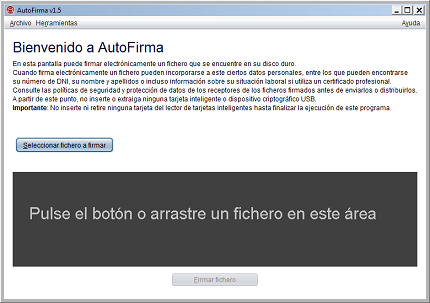 AutoFirma v1.5
Archivo Herramientas Ayuda
Bienvenido a AutoFirma
En esta pantalla puede firmar electrónicamente un fichero que se encuentre en su disco duro.
Cuando firma electrónicamente un fichero pueden incorporarse a este ciertos datos personales, entre los que pueden encontrarse
su número de DNI, su nombre y apellidos o incluso información sobre su situación laboral si utiliza un certificado profesional.
Consulte las políticas de seguridad y protección de datos de los receptores de los ficheros firmados antes de enviarlos o distribuirlos.
A partir de este punto, no inserte o extraiga ninguna tarjeta inteligente o dispositivo criptográfico USB.
Importante: No inserte ni retire ninguna tarjeta del lector de tarjetas inteligentes hasta finalizar la ejecución de este programa.
Seleccionar fichero a firmar
Pulse el botón o arrastre un fichero en este área
Firmar fichero